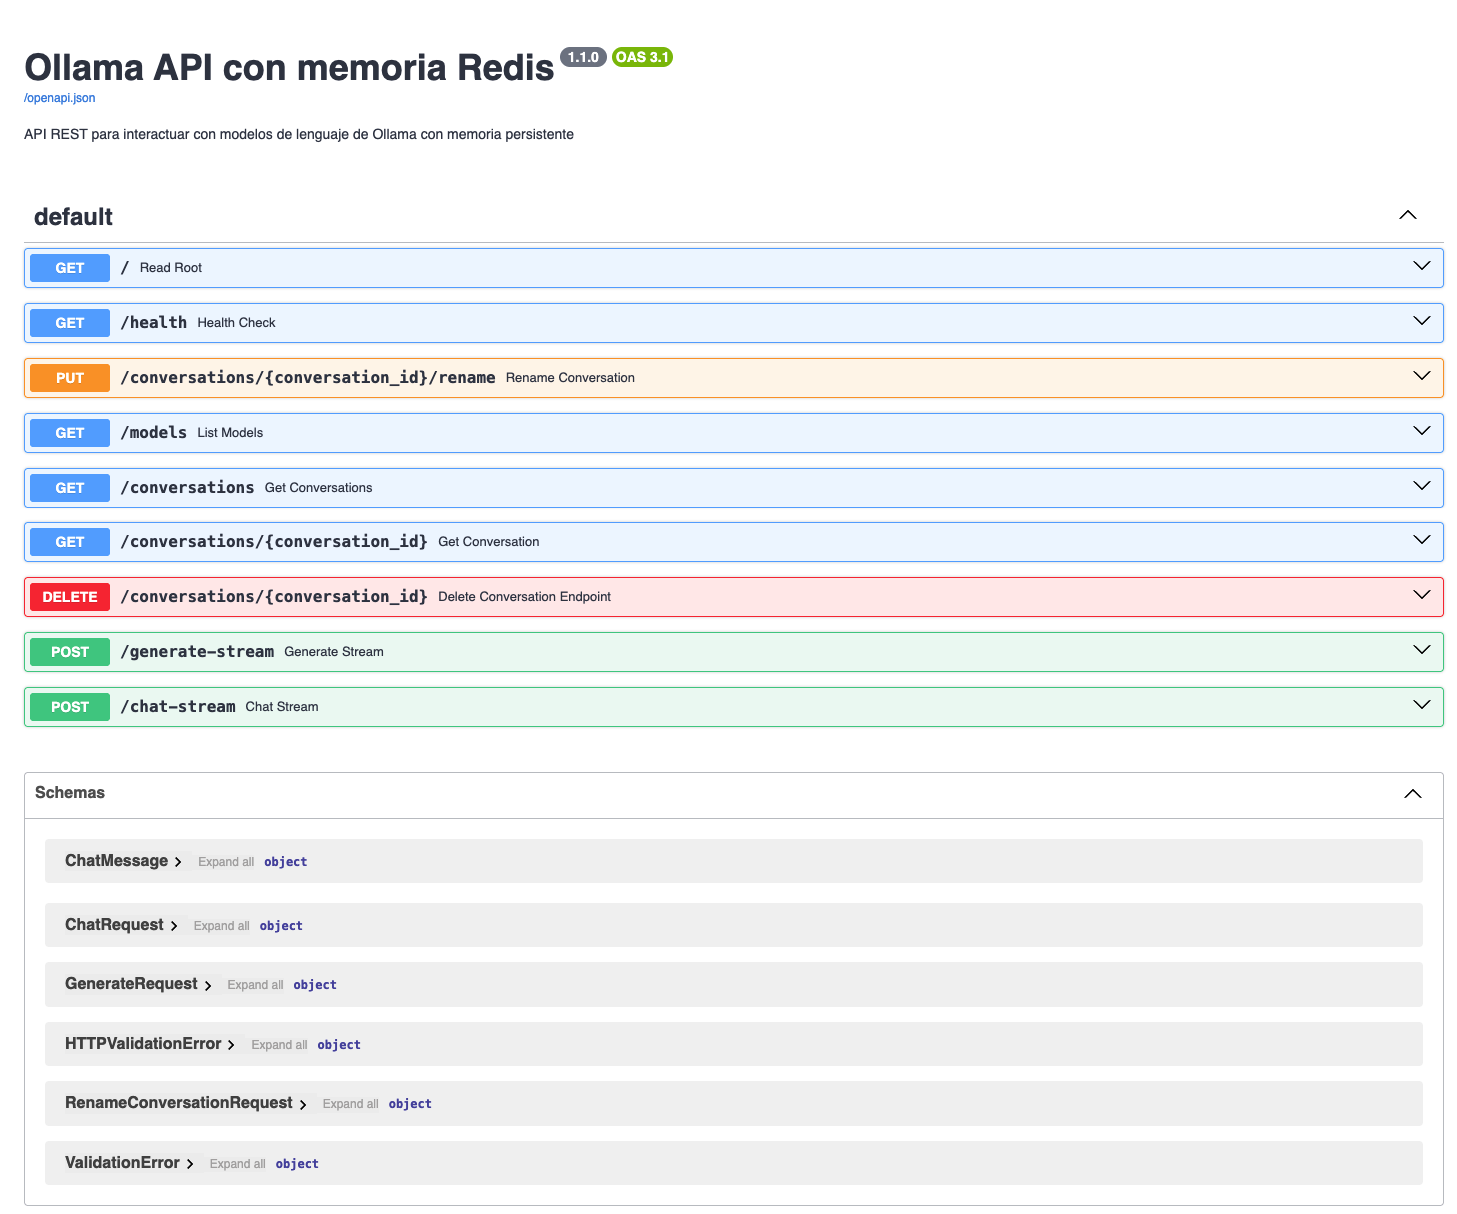 Ollama API con memoria Redis 1.1.0 OAS 3.1
/openapi.json
API REST para interactuar con modelos de lenguaje de Ollama con memoria persistente
default
GET / Read Root
GET /health Health Check
PUT /conversations/{conversation_id}/rename Rename Conversation
GET /models List Models
GET /conversations Get Conversations
GET /conversations/{conversation_id} Get Conversation
DELETE /conversations/{conversation_id} Delete Conversation Endpoint
POST /generate-stream Generate Stream
POST /chat-stream Chat Stream
Schemas
ChatMessage Expand all object
ChatRequest Expand all object
GenerateRequest Expand all object
HTTPValidationError Expand all object
RenameConversationRequest Expand all object
ValidationError Expand all object